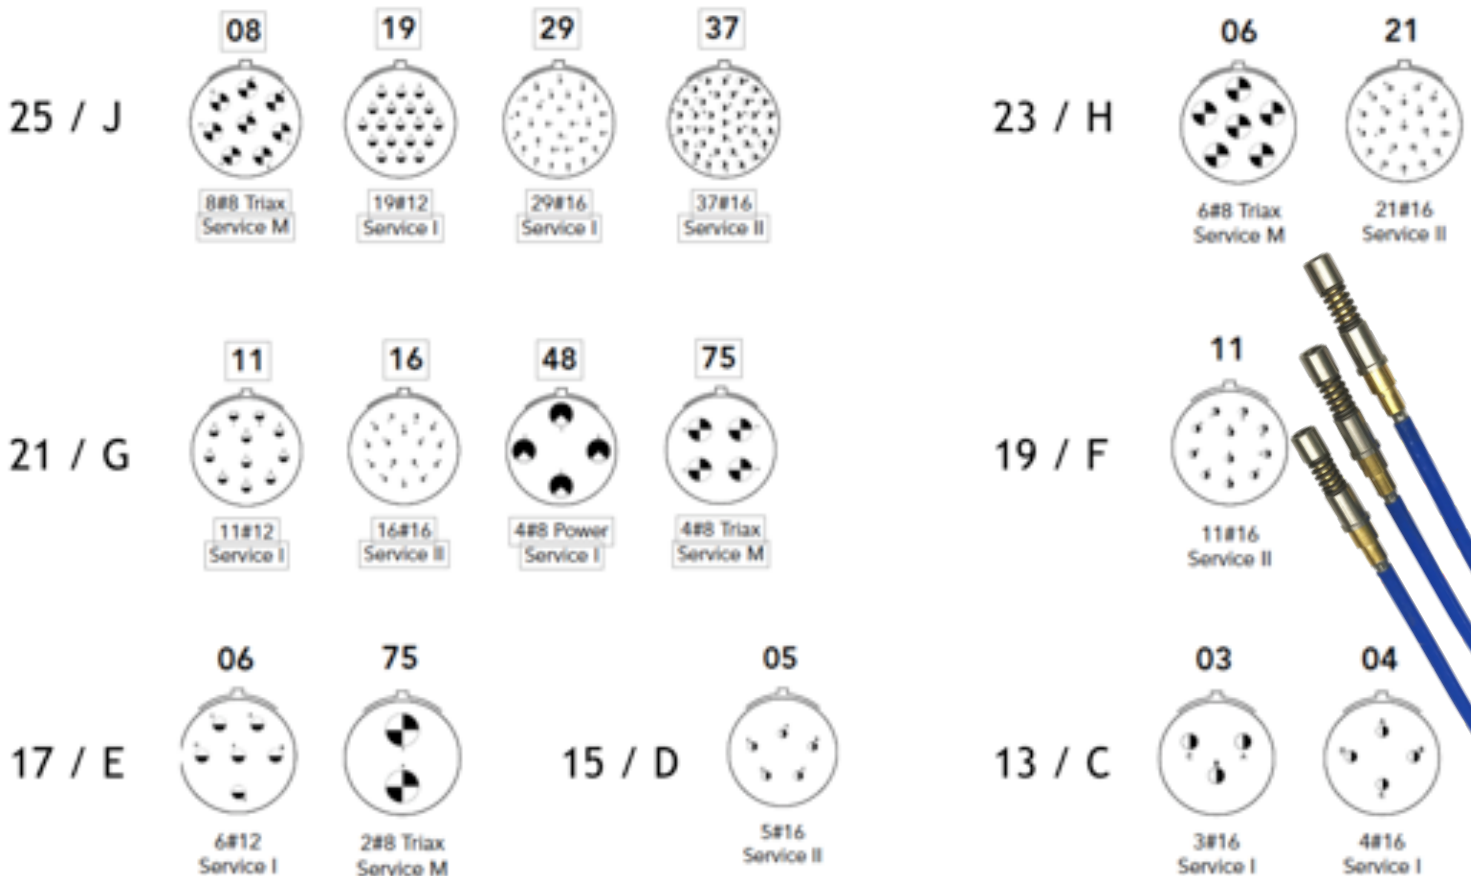 08 19 29 37
25 / J
8#8 Triax 19#12 29#16 37#16
Service M Service I Service I Service II
06 21
23 / H
6#8 Triax 21#16
Service M Service II
11 16 48 75
21 / G
11#12 16#16 4#8 Power 4#8 Triax
Service I Service II Service I Service M
11
19 / F
11#16
Service II
06 75
17 / E
6#12 2#8 Triax
Service I Service M
05
15 / D
5#16
Service II
03 04
13 / C
3#16 4#16
Service I Service I